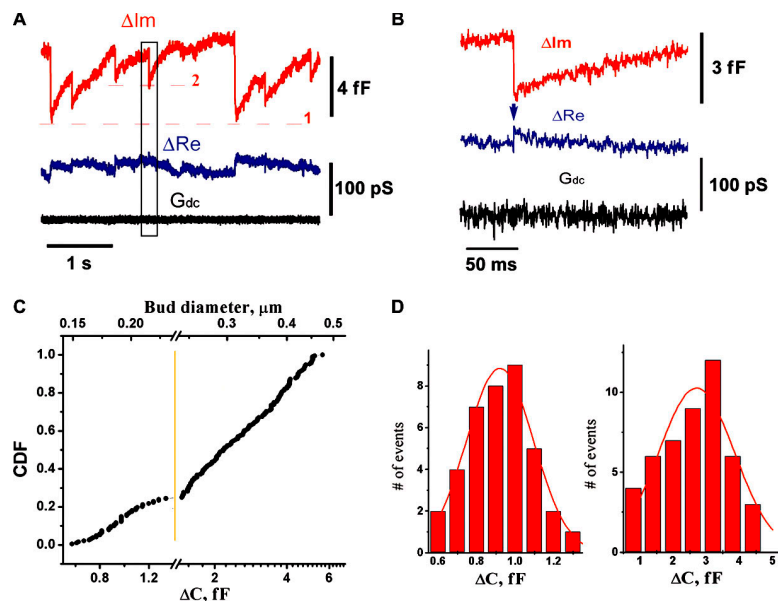 A
ΔIm
2
4 fF
1
ΔRe
100 pS
Gdc
1 s
B
ΔIm
3 fF
ΔRe
Gdc
100 pS
50 ms
C
Bud diameter, μm
0.15 0.20 0.3 0.4 0.5
CDF
1.0
0.8
0.6
0.4
0.2
0.0
0.8 1.2 2 4 6
ΔC, fF
D
# of events
8
6
4
2
0
0.6 0.8 1.0 1.2
ΔC, fF
# of events
10
5
0
1 2 3 4 5
ΔC, fF